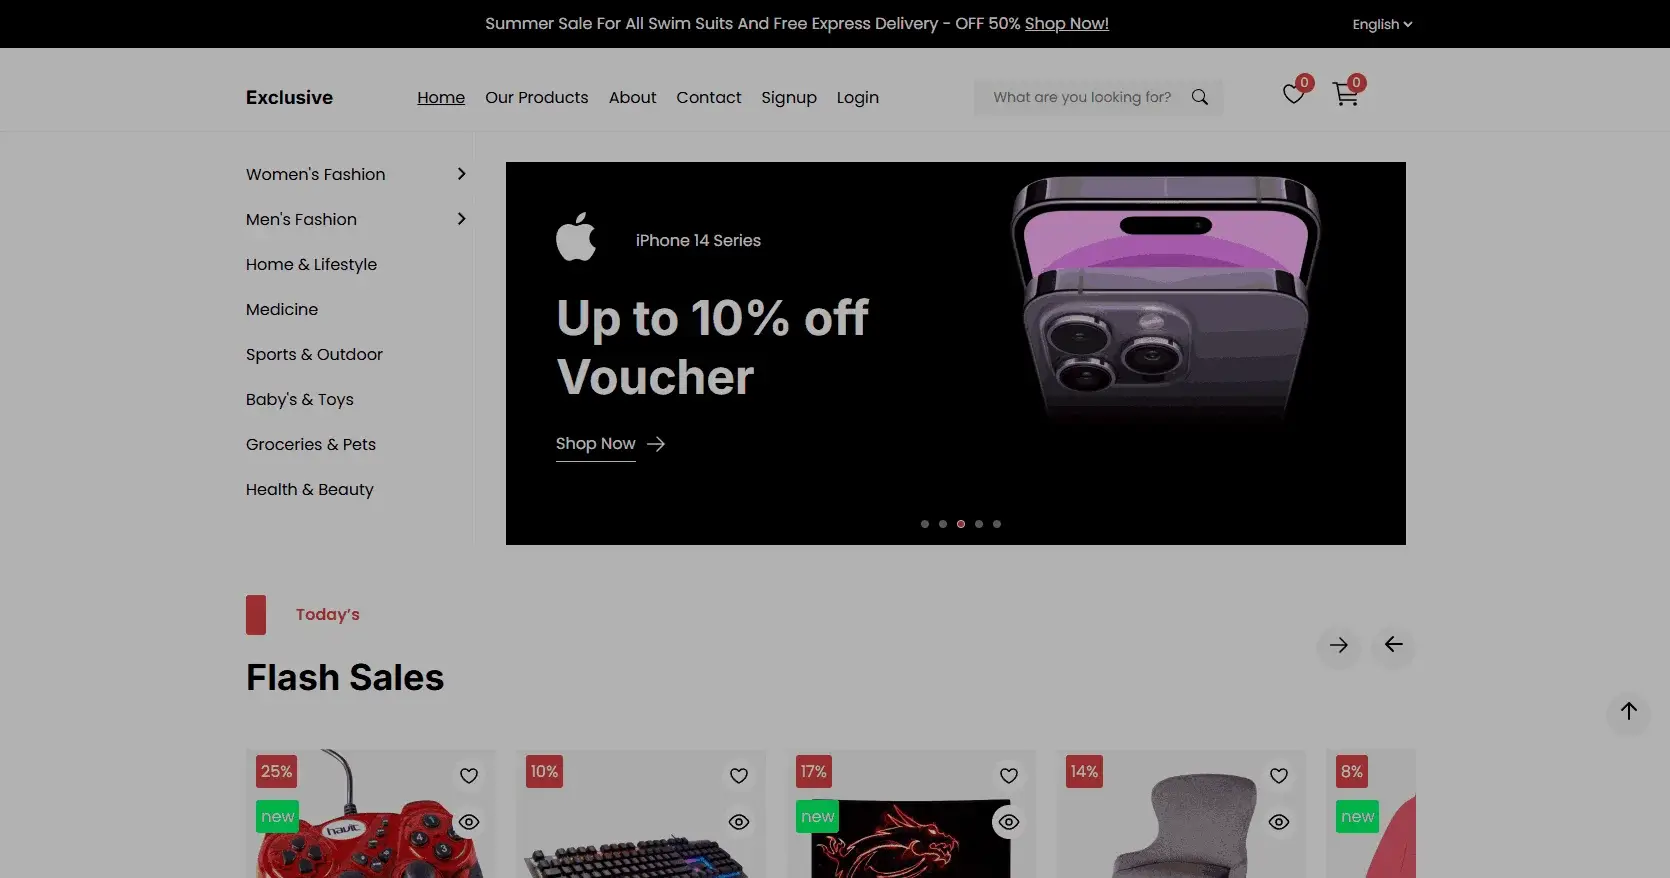 Summer Sale For All Swim Suits And Free Express Delivery - OFF 50% Shop Now!
English
Exclusive
Home
Our Products
About
Contact
Signup
Login
What are you looking for?
0
0
Women's Fashion
Men's Fashion
Home & Lifestyle
Medicine
Sports & Outdoor
Baby's & Toys
Groceries & Pets
Health & Beauty
iPhone 14 Series
Up to 10% off
Voucher
Shop Now
Today's
Flash Sales
25%
new
havit
10%
17%
new
14%
8%
new